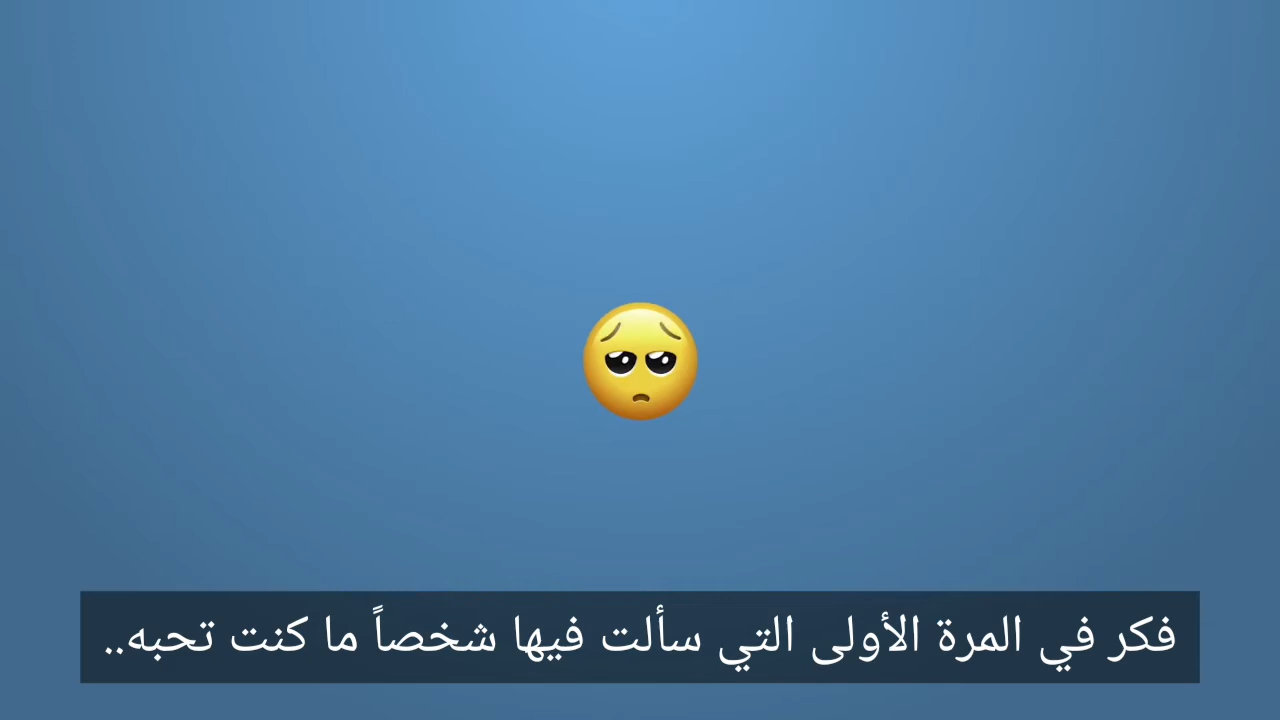 فكر في المرة الأولى التي سألت فيها شخصاً ما كنت تحبه..